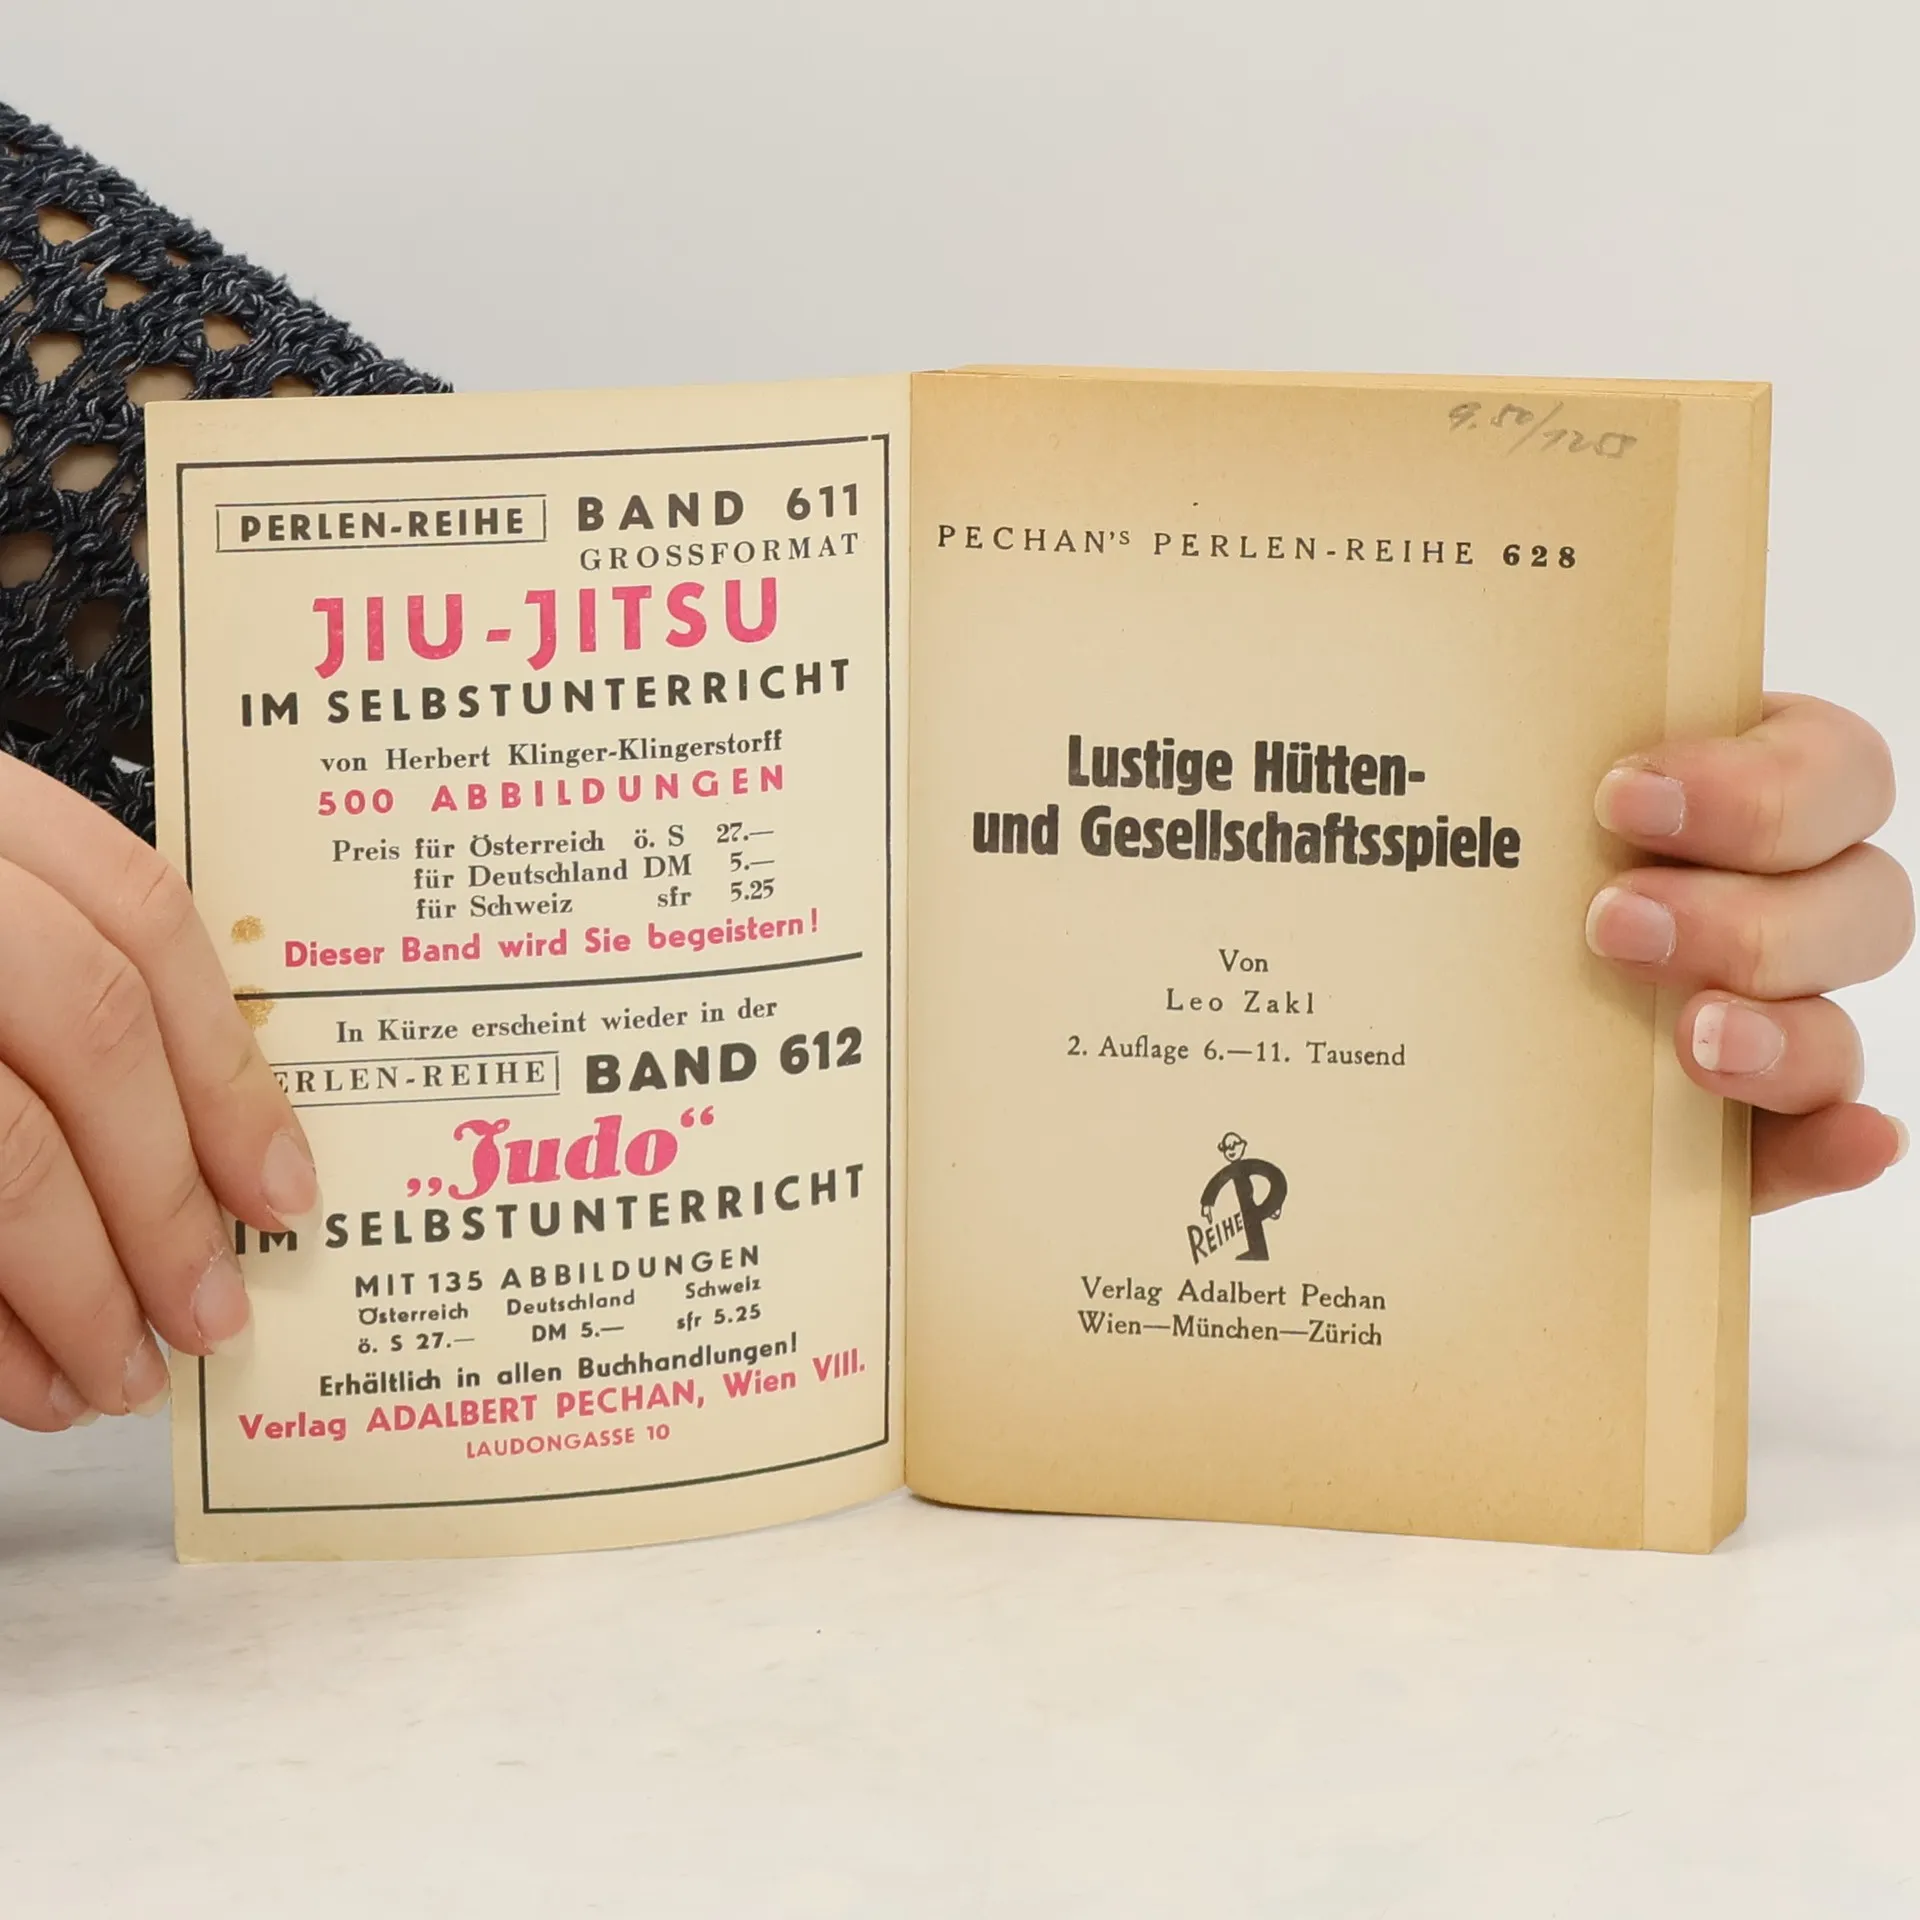 PERLEN-REIHE BAND 611
GROSSFORMAT
JIU-JITSU
IM SELBSTUNTERRICHT
von Herbert Klinger-Klingerstorff
500 ABBILDUNGEN
Preis für Österreich ö. S 27.—
für Deutschland DM 5.—
für Schweiz sfr 5.25
Dieser Band wird Sie begeistern!
In Kürze erscheint wieder in der
ERLEN-REIHE BAND 612
„Judo“
IM SELBSTUNTERRICHT
MIT 135 ABBILDUNGEN
Österreich Deutschland Schweiz
ö. S 27.— DM 5.— sfr 5.25
Erhältlich in allen Buchhandlungen!
Verlag ADALBERT PECHAN, Wien VIII.
LAUDONGASSE 10
PECHAN'S PERLEN-REIHE 628
Lustige Hütten-
und Gesellschaftsspiele
Von
Leo Zakl
2. Auflage 6.—11. Tausend
REIHE P
Verlag Adalbert Pechan
Wien—München—Zürich